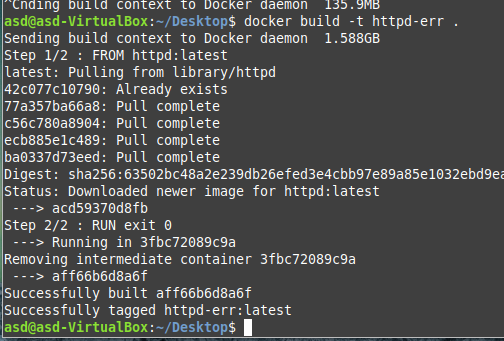 ^Cnding build context to Docker daemon  135.9MB
asd@asd-VirtualBox:~/Desktop$ docker build -t httpd-err .
Sending build context to Docker daemon  1.588GB
Step 1/2 : FROM httpd:latest
latest: Pulling from library/httpd
42c077c10790: Already exists
77a357ba66a8: Pull complete
c56c780a8904: Pull complete
ecb885e1c489: Pull complete
ba0337d73eed: Pull complete
Digest: sha256:63502bc48a2e239db26efed3e4cbb97e89a85e1032ebd9ea
Status: Downloaded newer image for httpd:latest
 ---> acd59370d8fb
Step 2/2 : RUN exit 0
 ---> Running in 3fbc72089c9a
Removing intermediate container 3fbc72089c9a
 ---> aff66b6d8a6f
Successfully built aff66b6d8a6f
Successfully tagged httpd-err:latest
asd@asd-VirtualBox:~/Desktop$